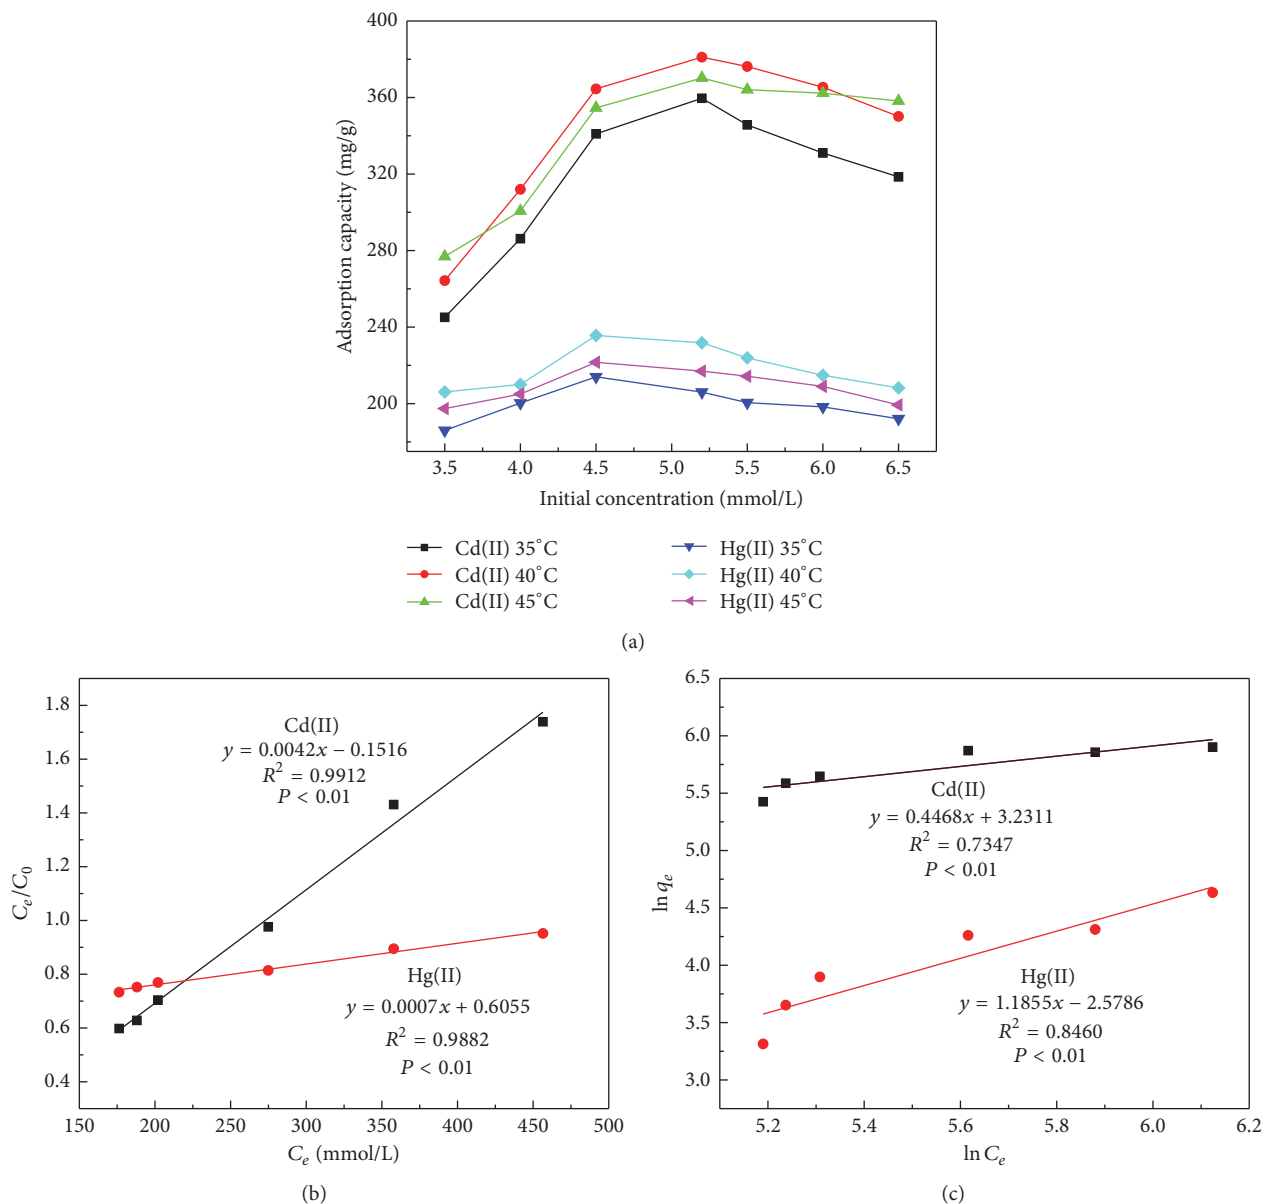 400
360
320
280
240
200
Adsorption capacity (mg/g)
3.5 4.0 4.5 5.0 5.5 6.0 6.5
Initial concentration (mmol/L)
Cd(II) 35°C
Cd(II) 40°C
Cd(II) 45°C
Hg(II) 35°C
Hg(II) 40°C
Hg(II) 45°C
(a)
1.8
1.6
1.4
1.2
1.0
0.8
0.6
0.4
C_e/C_0
Cd(II)
y = 0.0042x − 0.1516
R² = 0.9912
P < 0.01
Hg(II)
y = 0.0007x + 0.6055
R² = 0.9882
P < 0.01
150 200 250 300 350 400 450 500
C_e (mmol/L)
(b)
6.5
6.0
5.5
5.0
4.5
4.0
3.5
3.0
ln q_e
Cd(II)
y = 0.4468x + 3.2311
R² = 0.7347
P < 0.01
Hg(II)
y = 1.1855x − 2.5786
R² = 0.8460
P < 0.01
5.2 5.4 5.6 5.8 6.0 6.2
ln C_e
(c)